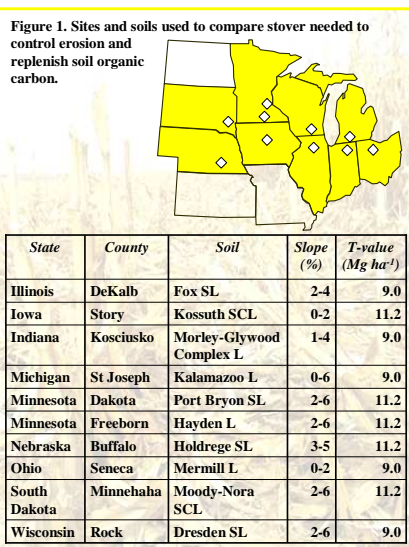 Figure 1. Sites and soils used to compare stover needed to
control erosion and
replenish soil organic
carbon.
State County Soil Slope (%) T-value (Mg ha-1)
Illinois DeKalb Fox SL 2-4 9.0
Iowa Story Kossuth SCL 0-2 11.2
Indiana Kosciusko Morley-Glywood Complex L 1-4 9.0
Michigan St Joseph Kalamazoo L 0-6 9.0
Minnesota Dakota Port Bryon SL 2-6 11.2
Minnesota Freeborn Hayden L 2-6 11.2
Nebraska Buffalo Holdrege SL 3-5 11.2
Ohio Seneca Mermill L 0-2 9.0
South Dakota Minnehaha Moody-Nora SCL 2-6 11.2
Wisconsin Rock Dresden SL 2-6 9.0